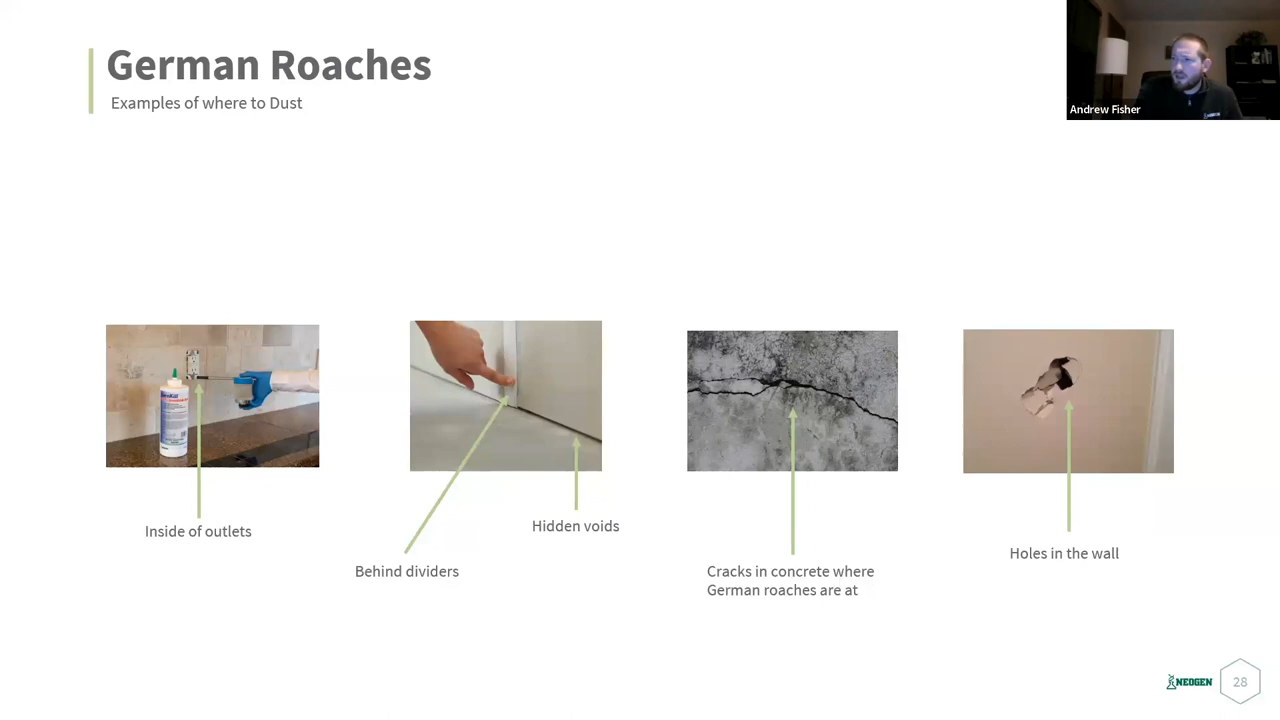 German Roaches
Examples of where to Dust
Andrew Fisher
Inside of outlets
Hidden voids
Behind dividers
Cracks in concrete where
German roaches are at
Holes in the wall
NEOGEN
28